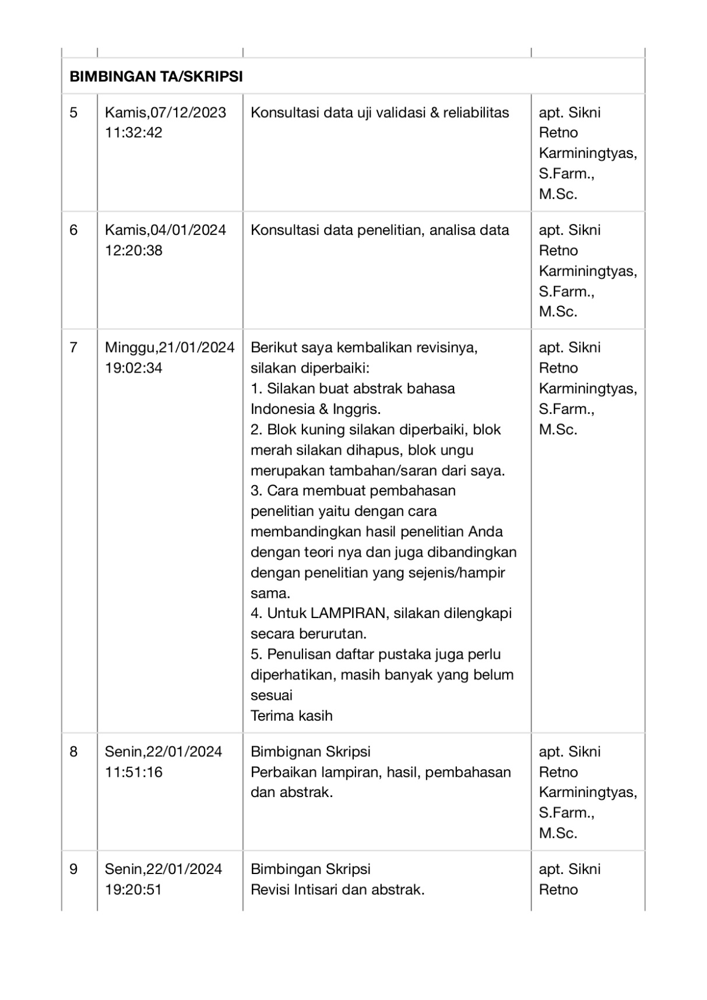 BIMBINGAN TA/SKRIPSI
5
Kamis,07/12/2023
11:32:42
Konsultasi data uji validasi & reliabilitas
apt. Sikni
Retno
Karminingtyas,
S.Farm.,
M.Sc.
6
Kamis,04/01/2024
12:20:38
Konsultasi data penelitian, analisa data
apt. Sikni
Retno
Karminingtyas,
S.Farm.,
M.Sc.
7
Minggu,21/01/2024
19:02:34
Berikut saya kembalikan revisinya,
silakan diperbaiki:
1. Silakan buat abstrak bahasa
Indonesia & Inggris.
2. Blok kuning silakan diperbaiki, blok
merah silakan dihapus, blok ungu
merupakan tambahan/saran dari saya.
3. Cara membuat pembahasan
penelitian yaitu dengan cara
membandingkan hasil penelitian Anda
dengan teori nya dan juga dibandingkan
dengan penelitian yang sejenis/hampir
sama.
4. Untuk LAMPIRAN, silakan dilengkapi
secara berurutan.
5. Penulisan daftar pustaka juga perlu
diperhatikan, masih banyak yang belum
sesuai
Terima kasih
apt. Sikni
Retno
Karminingtyas,
S.Farm.,
M.Sc.
8
Senin,22/01/2024
11:51:16
Bimbignan Skripsi
Perbaikan lampiran, hasil, pembahasan
dan abstrak.
apt. Sikni
Retno
Karminingtyas,
S.Farm.,
M.Sc.
9
Senin,22/01/2024
19:20:51
Bimbingan Skripsi
Revisi Intisari dan abstrak.
apt. Sikni
Retno